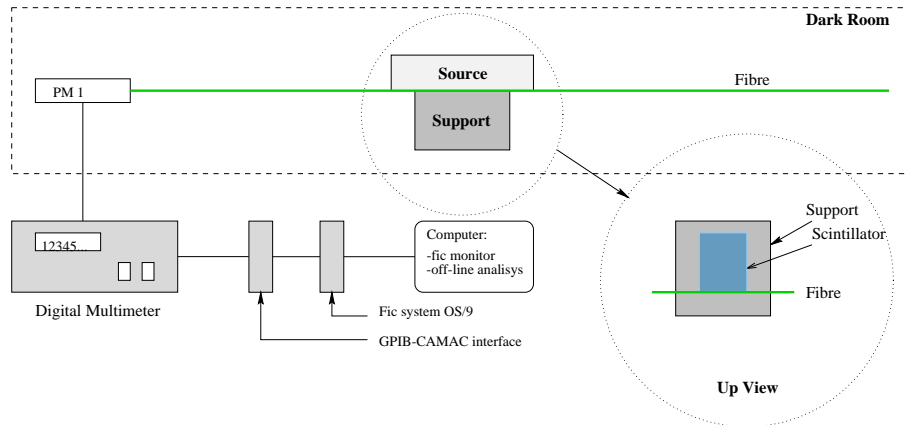 Dark Room
Source
Fibre
PM 1
Support
Support
Scintillator
Computer:
-fic monitor
-off-line analisys
12345...
Fibre
Digital Multimeter
Fic system OS/9
GPIB-CAMAC interface
Up View